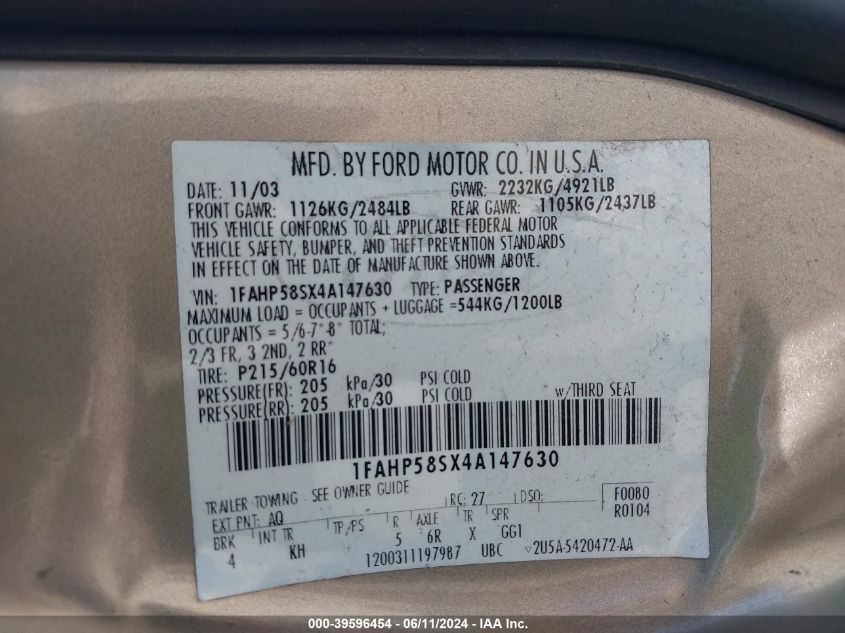 MFD. BY FORD MOTOR CO. IN U.S.A.
DATE: 11/03 GVWR: 2232KG/4921LB
FRONT GAWR: 1126KG/2484LB REAR GAWR: 1105KG/2437LB
THIS VEHICLE CONFORMS TO ALL APPLICABLE FEDERAL MOTOR
VEHICLE SAFETY, BUMPER, AND THEFT PREVENTION STANDARDS
IN EFFECT ON THE DATE OF MANUFACTURE SHOWN ABOVE.
VIN: 1FAHP58SX4A147630 TYPE: PASSENGER
MAXIMUM LOAD = OCCUPANTS + LUGGAGE =544KG/1200LB
OCCUPANTS = 5/6-7*-8* TOTAL;
2/3 FR, 3 2ND, 2 RR*
TIRE: P215/60R16
PRESSURE(FR): 205 kPa/30 PSI COLD
PRESSURE(RR): 205 kPa/30 PSI COLD * w/THIRD SEAT
1FAHP58SX4A147630
TRAILER TOWING - SEE OWNER GUIDE
EXT PNT: AQ RC: 27 DSO: F0080
R0104
BRK INT TR TP/PS R AXLE TR SPR
4 KH 5 6R X GG1
1200311197987 UBC 2U5A-5420472-AA
000-39596454 / 06/11/2024 - IAA Inc.